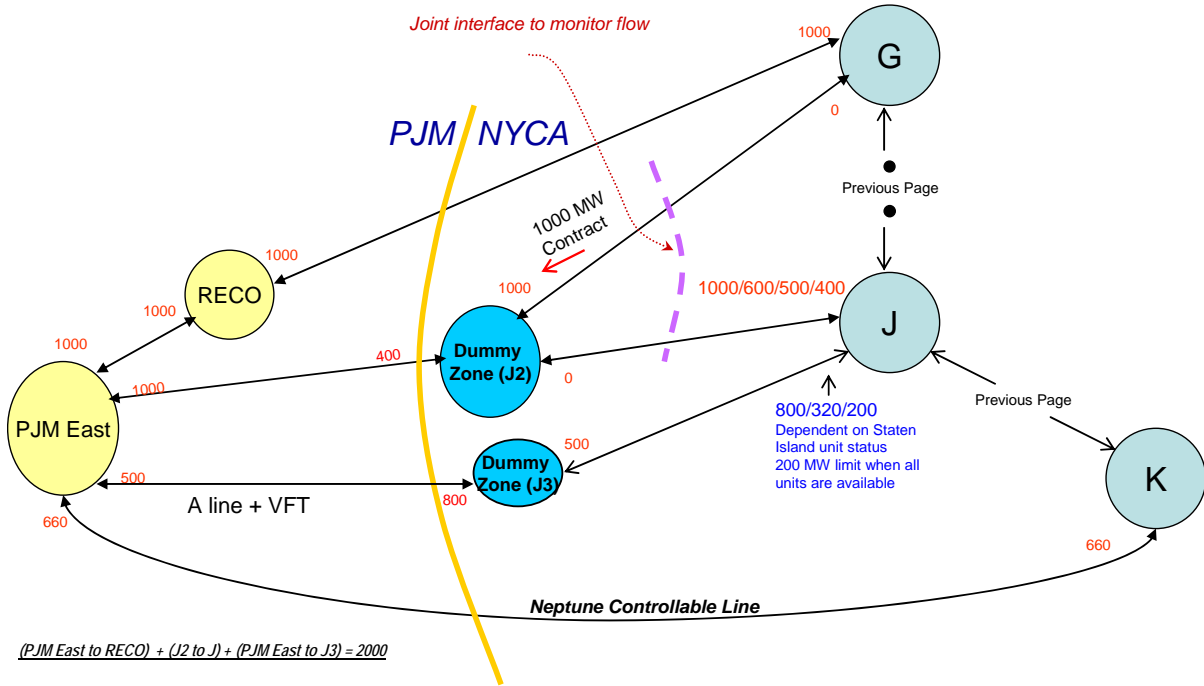 Joint interface to monitor flow
1000
G
0
PJM NYCA
Previous Page
1000 MW
Contract
1000
RECO
1000
1000
1000/600/500/400
J
1000
400
Dummy
Zone (J2)
0
1000
PJM East
Previous Page
800/320/200
Dependent on Staten
Island unit status
200 MW limit when all
units are available
500
Dummy
Zone (J3)
K
500
800
A line + VFT
660
660
Neptune Controllable Line
(PJM East to RECO) + (J2 to J) + (PJM East to J3) = 2000